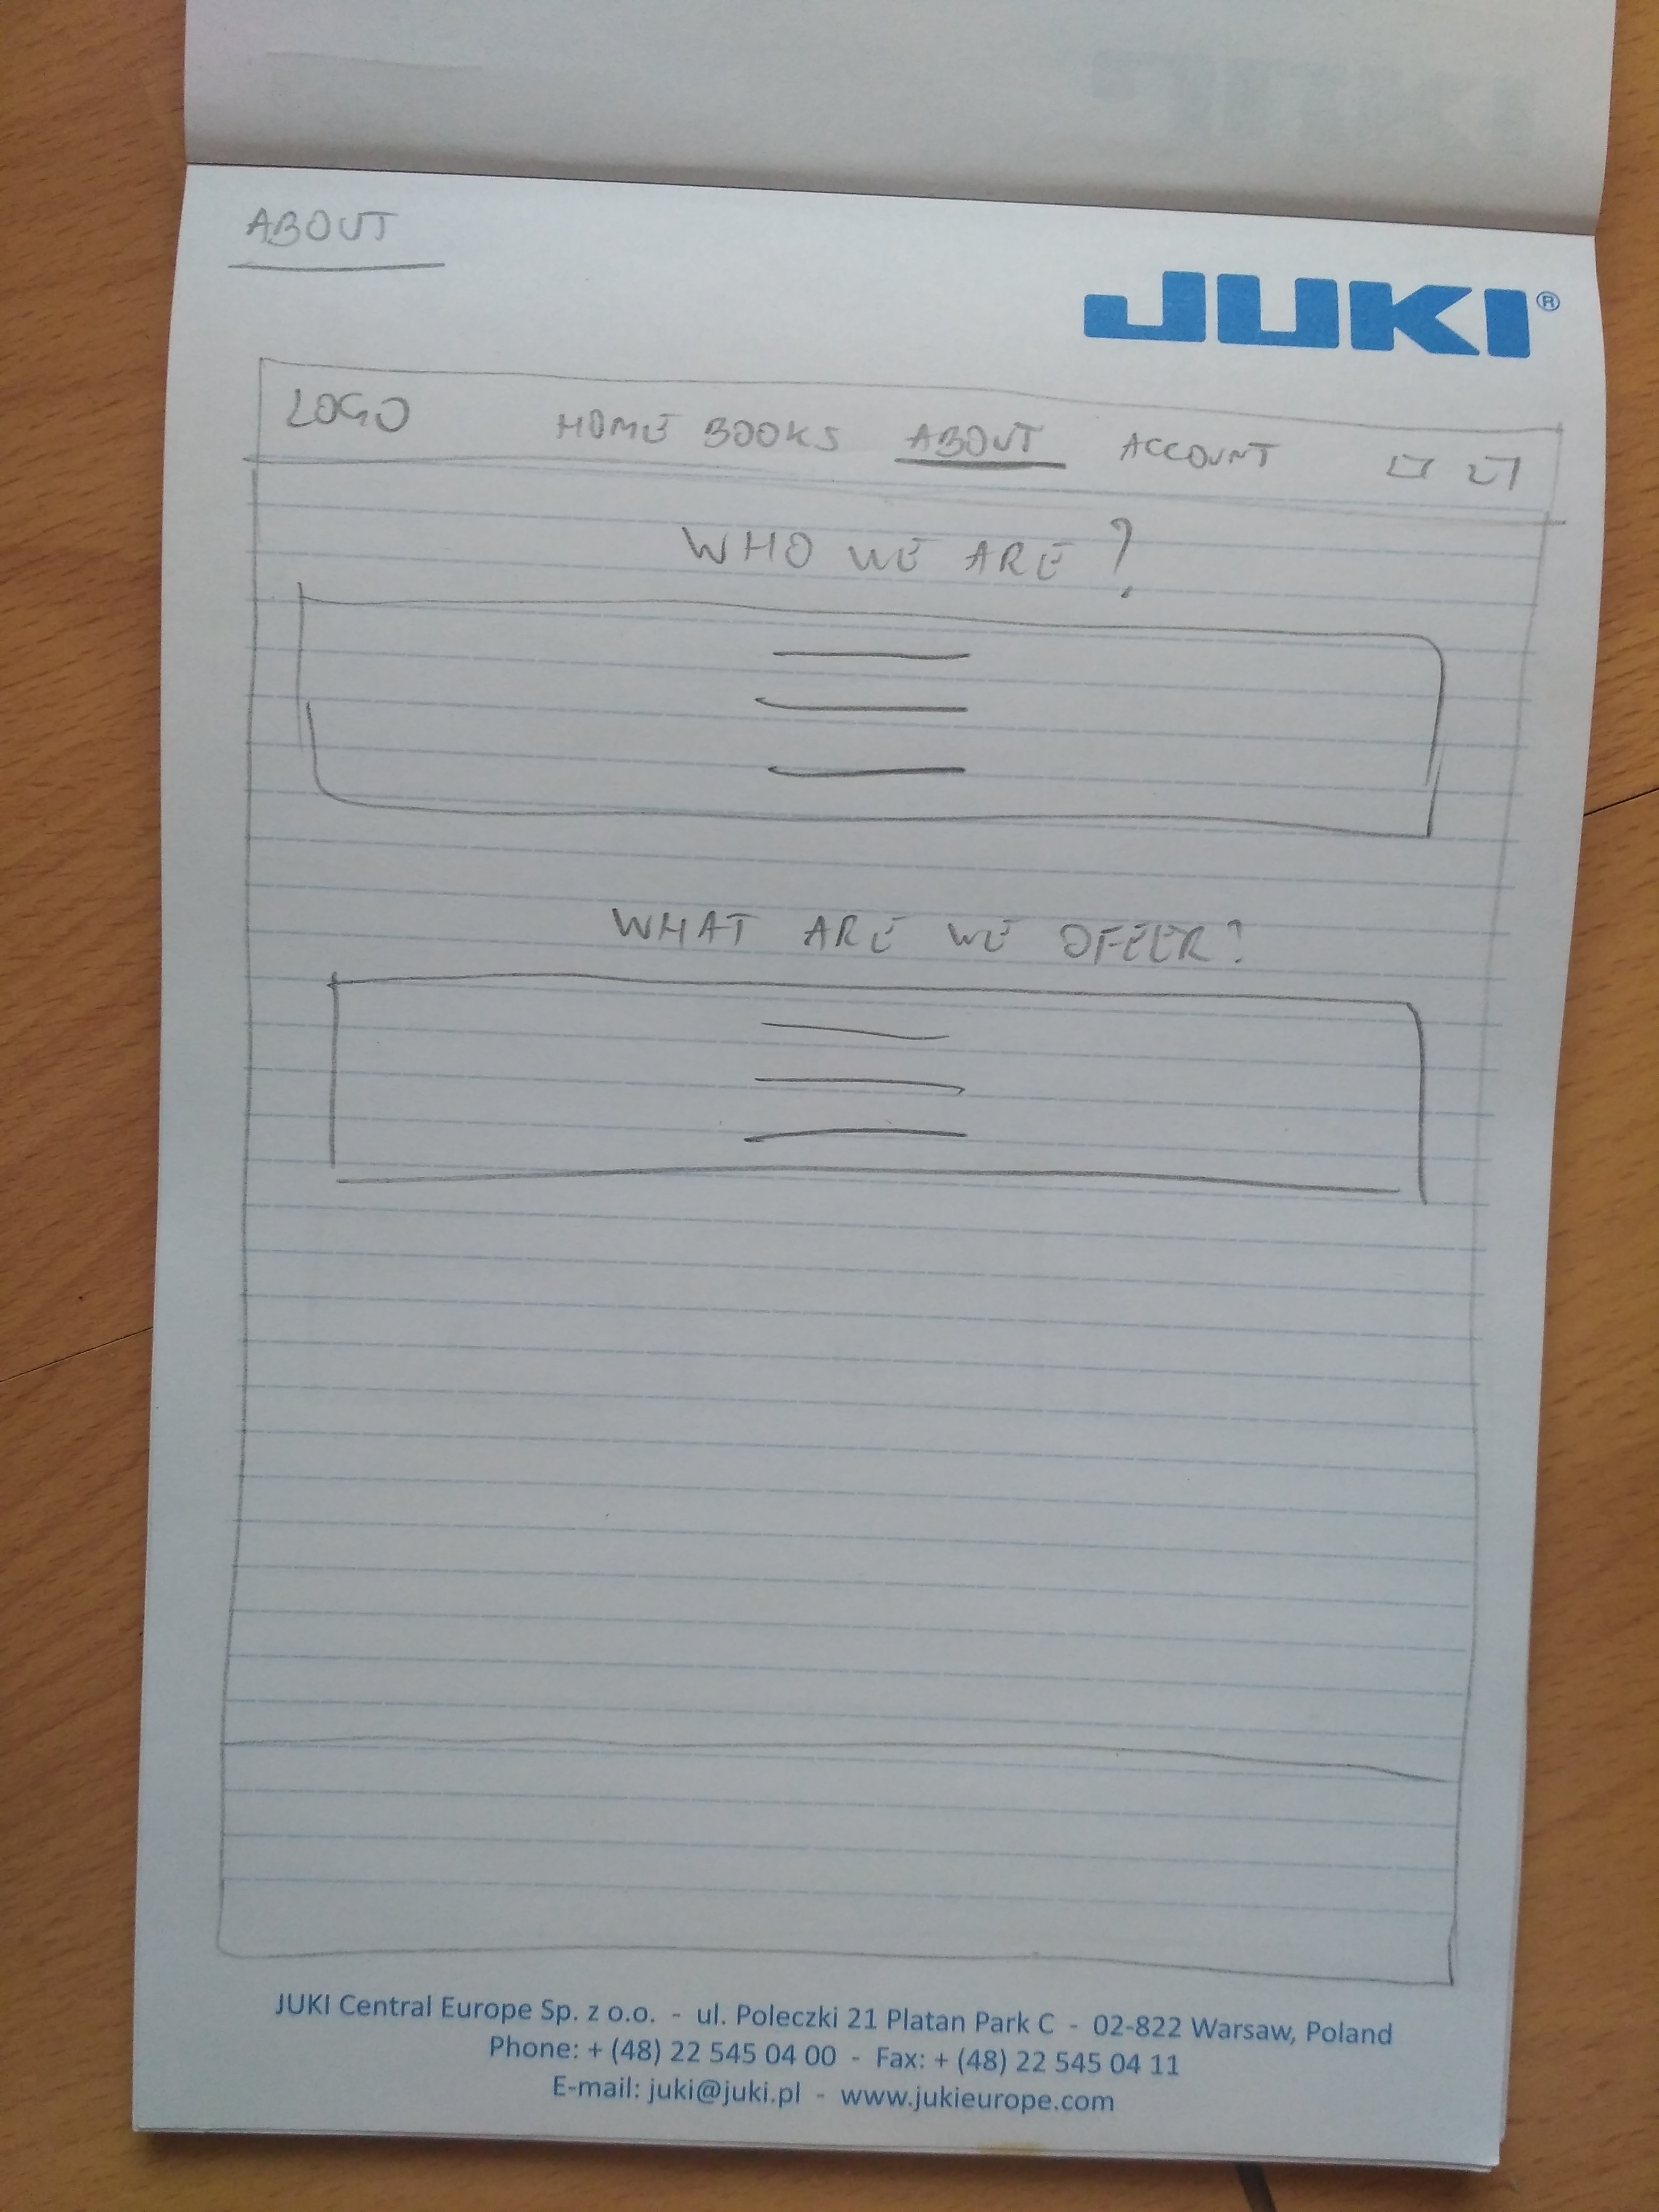 ABOUT
JUKI®
LOGO HOME BOOKS ABOUT ACCOUNT
WHO WE ARE?
WHAT ARE WE OFFER?
JUKI Central Europe Sp. z o.o. - ul. Poleczki 21 Platan Park C - 02-822 Warsaw, Poland
Phone: + (48) 22 545 04 00 - Fax: + (48) 22 545 04 11
E-mail: juki@juki.pl - www.jukieurope.com